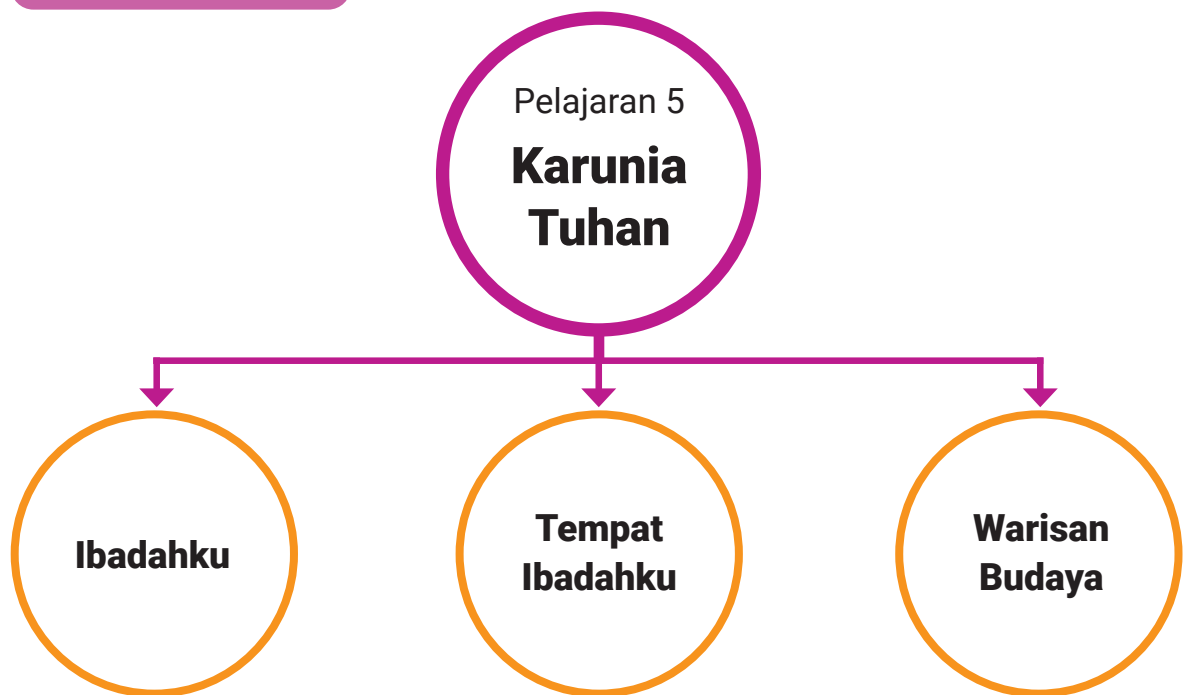 Pelajaran 5
Karunia
Tuhan
Ibadahku
Tempat
Ibadahku
Warisan
Budaya